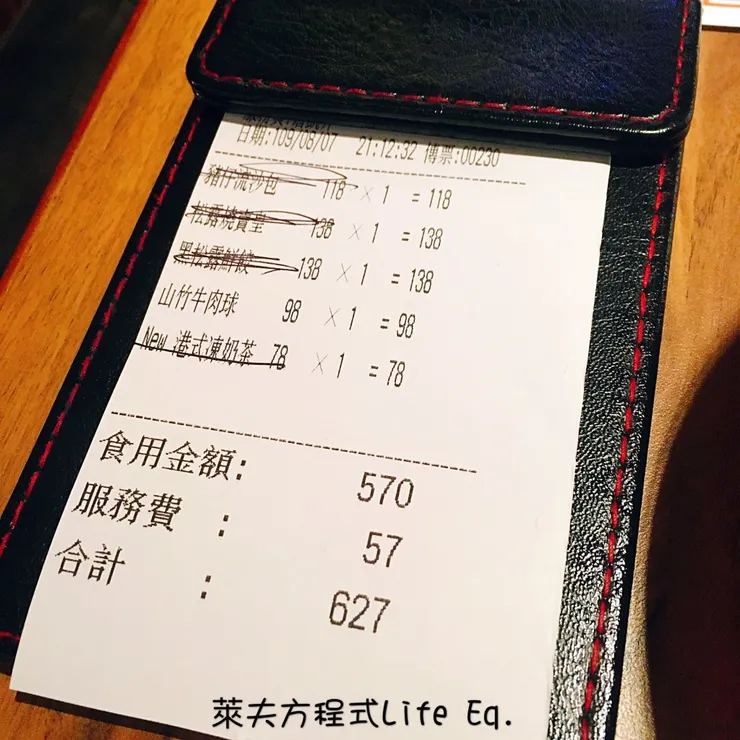 日期:109/06/07 21:12:32 傳票:00230
豬仔流沙包 118 × 1 = 118
松露燒賣皇 138 × 1 = 138
黑松露鮮餃 138 × 1 = 138
山竹牛肉球 98 × 1 = 98
New 港式凍奶茶 78 × 1 = 78
食用金額: 570
服務費 : 57
合計 : 627
萊夫方程式Life Eq.